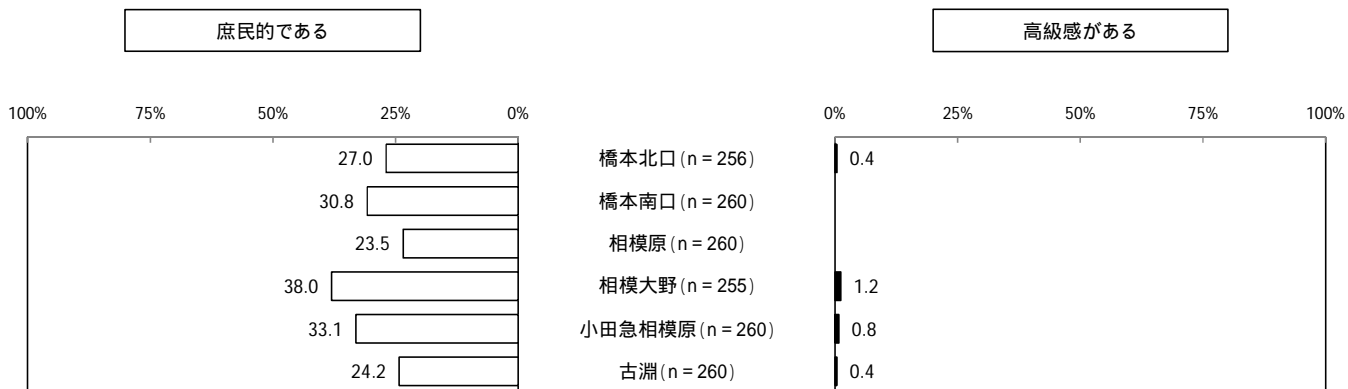 庶民的である 高級感がある
100% 75% 50% 25% 0% 0% 25% 50% 75% 100%
27.0 橋本北口(n=256) 0.4
30.8 橋本南口(n=260)
23.5 相模原(n=260)
38.0 相模大野(n=255) 1.2
33.1 小田急相模原(n=260) 0.8
24.2 古淵(n=260) 0.4